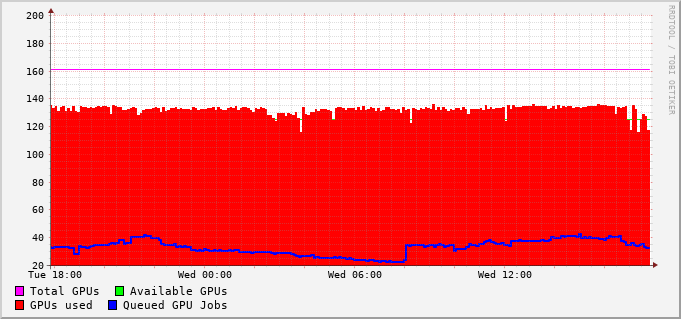 RRDTOOL / TOBI OETIKER
200
180
160
140
120
100
80
60
40
20
Tue 18:00 Wed 00:00 Wed 06:00 Wed 12:00
Total GPUs Available GPUs
GPUs used Queued GPU Jobs